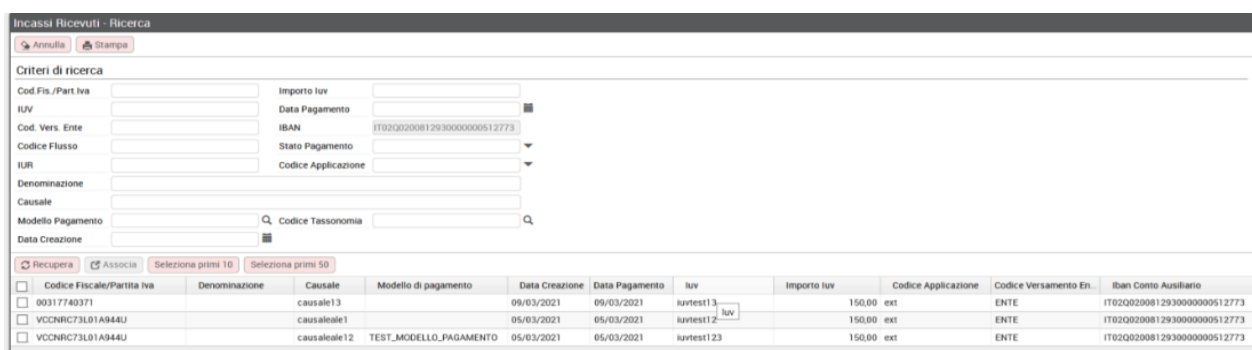 Incassi Ricevuti - Ricerca
Annulla Stampa
Criteri di ricerca
Cod.Fis./Part.Iva Importo Iuv
IUV Data Pagamento
Cod. Vers. Ente IBAN IT02Q0200812930000000512773
Codice Flusso Stato Pagamento
IUR Codice Applicazione
Denominazione
Causale
Modello Pagamento Codice Tassonomia
Data Creazione
Recupera Associa Seleziona primi 10 Seleziona primi 50
Codice Fiscale/Partita Iva Denominazione Causale Modello di pagamento Data Creazione Data Pagamento Iuv Importo Iuv Codice Applicazione Codice Versamento En... Iban Conto Ausiliario
00317740371 causale13 09/03/2021 09/03/2021 iuvtest13 150,00 ext ENTE IT02Q0200812930000000512773
Iuv
VCCNRC73L01A944U causaleale1 05/03/2021 05/03/2021 iuvtest12 150,00 ext ENTE IT02Q0200812930000000512773
VCCNRC73L01A944U causaleale12 TEST_MODELLO_PAGAMENTO 05/03/2021 05/03/2021 iuvtest123 150,00 ext ENTE IT02Q0200812930000000512773